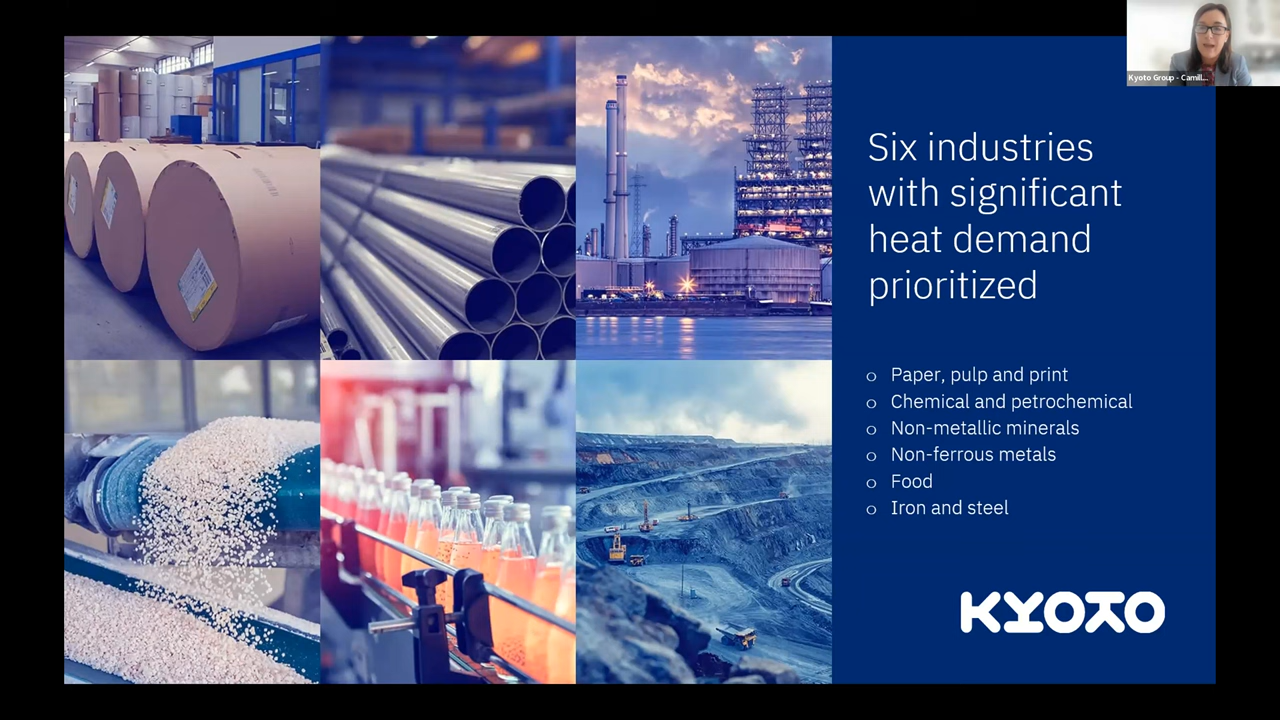 Kyoto Group - Camill...
Six industries
with significant
heat demand
prioritized
o Paper, pulp and print
o Chemical and petrochemical
o Non-metallic minerals
o Non-ferrous metals
o Food
o Iron and steel
KYOTO